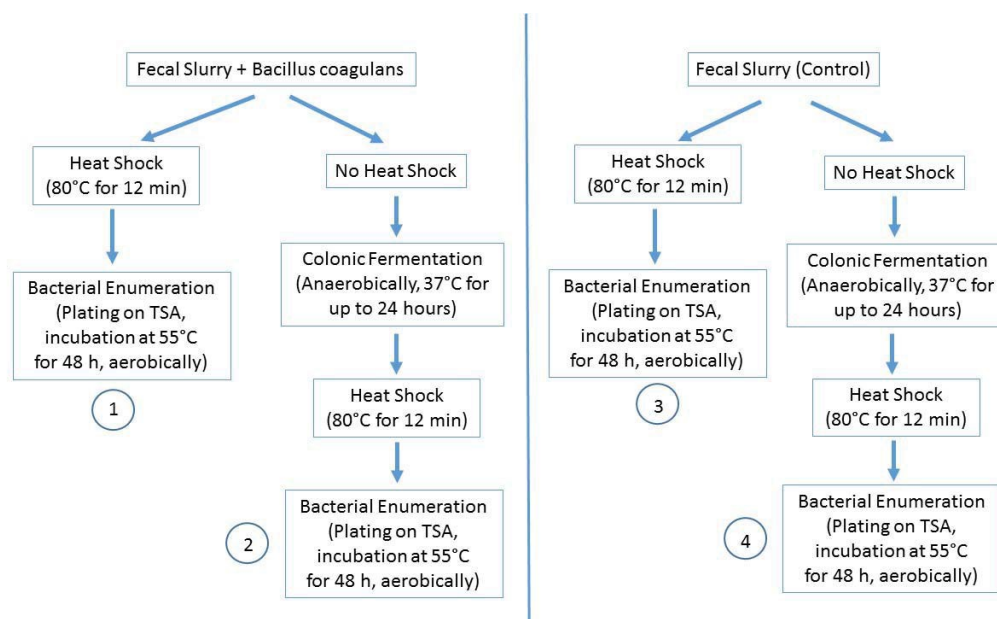 Fecal Slurry + Bacillus coagulans
Heat Shock
(80°C for 12 min)
No Heat Shock
Bacterial Enumeration
(Plating on TSA,
incubation at 55°C
for 48 h, aerobically)
1
Colonic Fermentation
(Anaerobically, 37°C for
up to 24 hours)
Heat Shock
(80°C for 12 min)
Bacterial Enumeration
(Plating on TSA,
incubation at 55°C
for 48 h, aerobically)
2
Fecal Slurry (Control)
Heat Shock
(80°C for 12 min)
No Heat Shock
Bacterial Enumeration
(Plating on TSA,
incubation at 55°C
for 48 h, aerobically)
3
Colonic Fermentation
(Anaerobically, 37°C for
up to 24 hours)
Heat Shock
(80°C for 12 min)
Bacterial Enumeration
(Plating on TSA,
incubation at 55°C
for 48 h, aerobically)
4